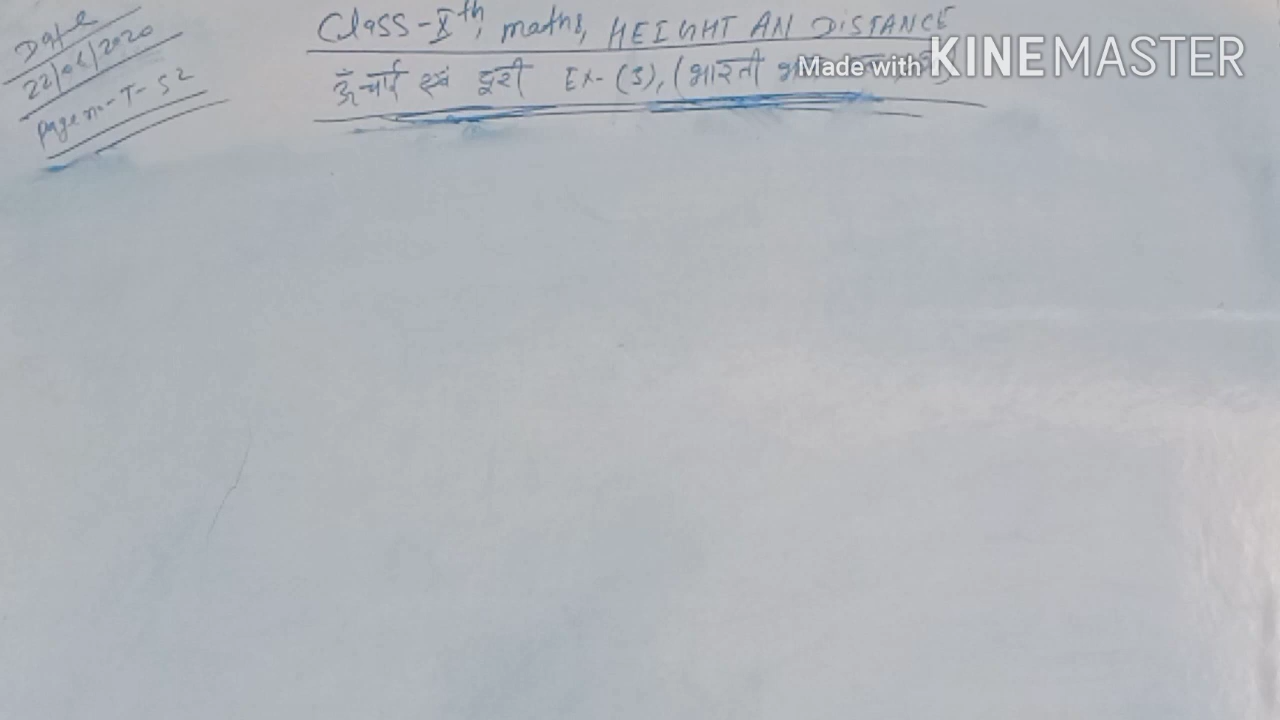 Date
22/04/2020
Page no-T-52
Class-Xth, maths, HEIGHT AN DISTANCE
ऊँचाई एवं दूरी Ex-(3), (भारती
Made with KINEMASTER